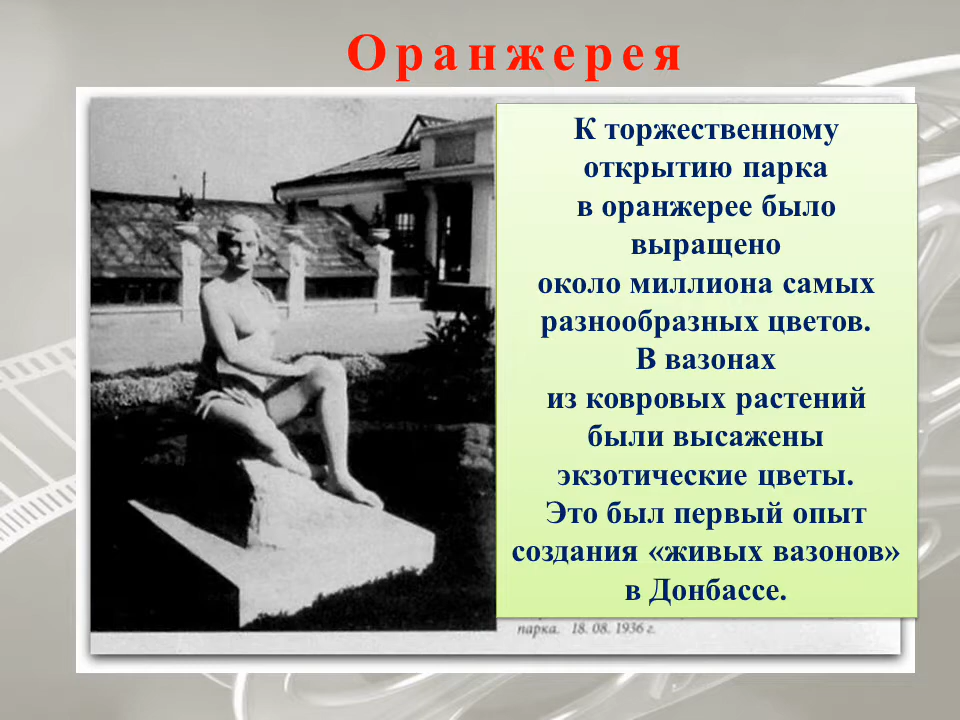 Оранжерея
К торжественному
открытию парка
в оранжерее было
выращено
около миллиона самых
разнообразных цветов.
В вазонах
из ковровых растений
были высажены
экзотические цветы.
Это был первый опыт
создания «живых вазонов»
в Донбассе.
парка. 18. 08. 1936 г.